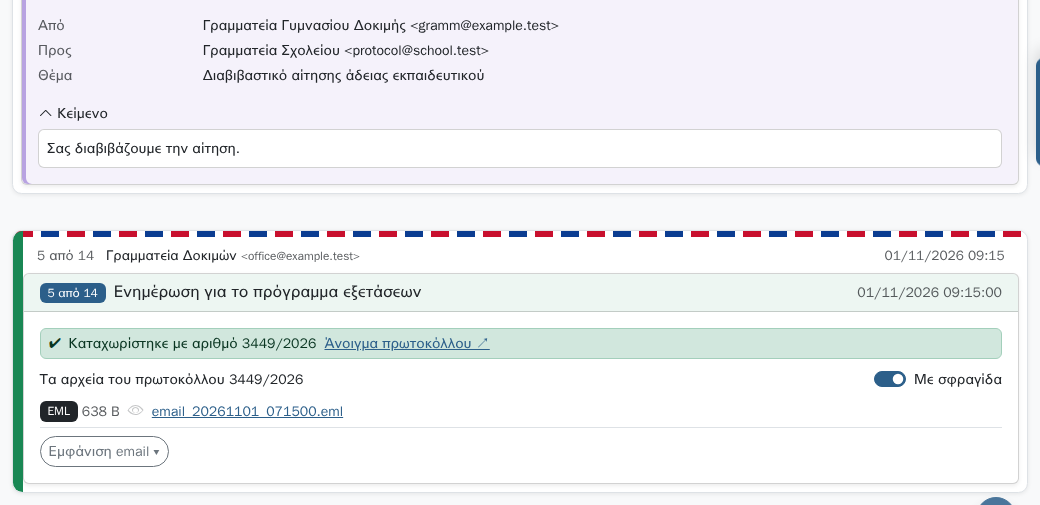 Από Γραμματεία Γυμνασίου Δοκιμής <gramm@example.test>
Προς Γραμματεία Σχολείου <protocol@school.test>
Θέμα Διαβιβαστικό αίτησης άδειας εκπαιδευτικού
Κείμενο
Σας διαβιβάζουμε την αίτηση.
5 από 14 Γραμματεία Δοκιμών <office@example.test> 01/11/2026 09:15
5 από 14 Ενημέρωση για το πρόγραμμα εξετάσεων 01/11/2026 09:15:00
✔ Καταχωρίστηκε με αριθμό 3449/2026 Άνοιγμα πρωτοκόλλου ↗
Τα αρχεία του πρωτοκόλλου 3449/2026 Με σφραγίδα
EML 638 B email_20261101_071500.eml
Εμφάνιση email ▾